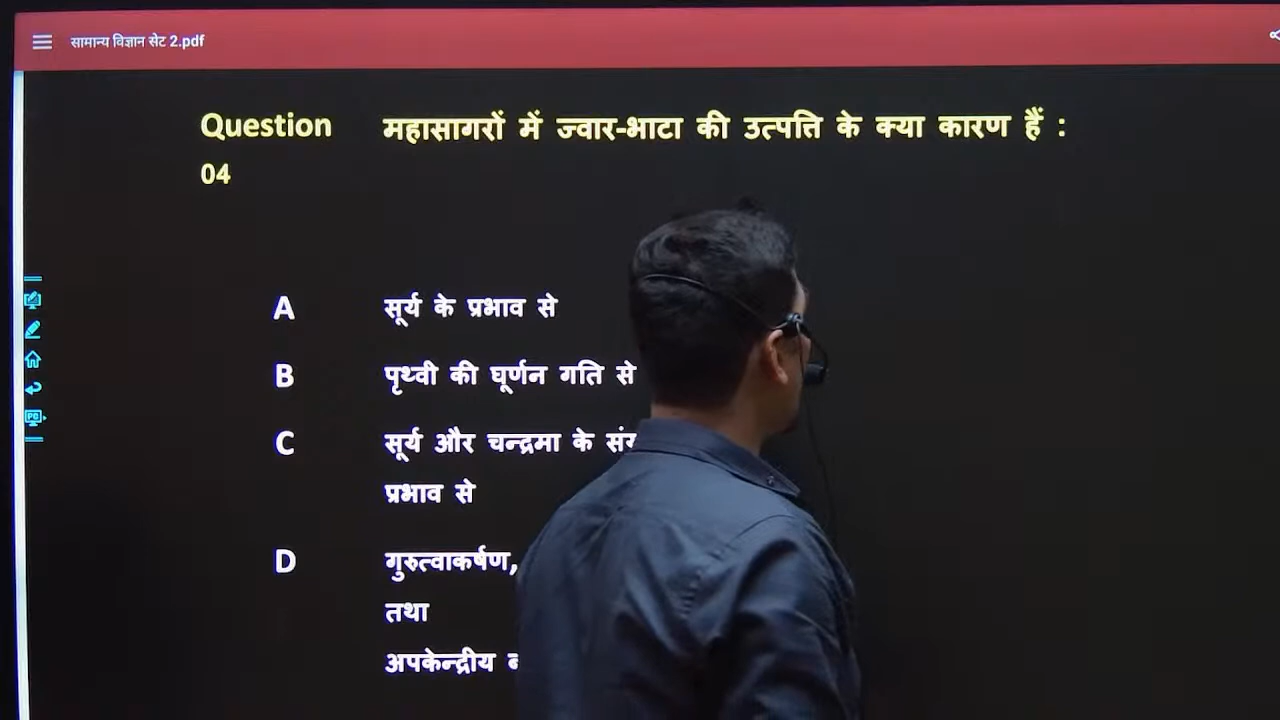 सामान्य विज्ञान सेट 2.pdf
Question महासागरों में ज्वार-भाटा की उत्पत्ति के क्या कारण हैं :
04
A सूर्य के प्रभाव से
B पृथ्वी की घूर्णन गति से
C सूर्य और चन्द्रमा के
प्रभाव से
D गुरुत्वाकर्षण,
तथा
अपकेन्द्रीय